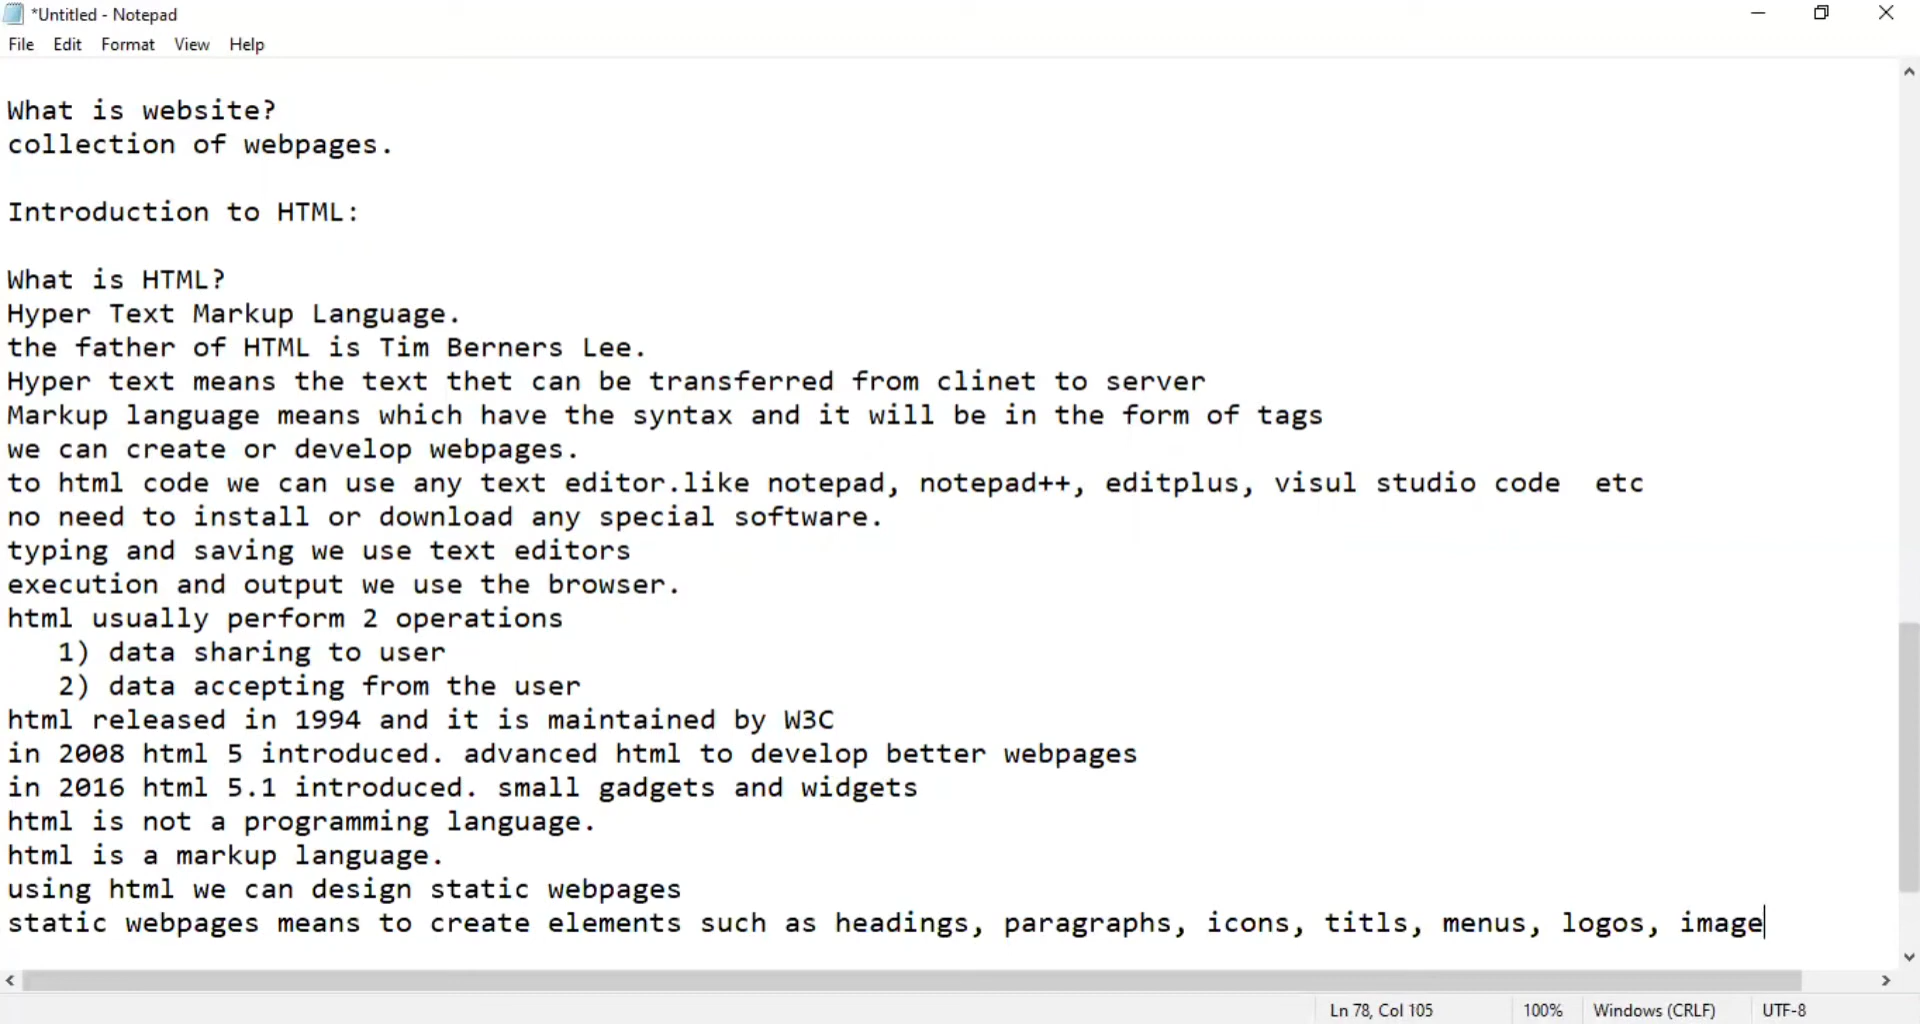 *Untitled - Notepad
File Edit Format View Help
What is website?
collection of webpages.
Introduction to HTML:
What is HTML?
Hyper Text Markup Language.
the father of HTML is Tim Berners Lee.
Hyper text means the text thet can be transferred from clinet to server
Markup language means which have the syntax and it will be in the form of tags
we can create or develop webpages.
to html code we can use any text editor.like notepad, notepad++, editplus, visul studio code  etc
no need to install or download any special software.
typing and saving we use text editors
execution and output we use the browser.
html usually perform 2 operations
   1) data sharing to user
   2) data accepting from the user
html released in 1994 and it is maintained by W3C
in 2008 html 5 introduced. advanced html to develop better webpages
in 2016 html 5.1 introduced. small gadgets and widgets
html is not a programming language.
html is a markup language.
using html we can design static webpages
static webpages means to create elements such as headings, paragraphs, icons, titls, menus, logos, image
Ln 78, Col 105 100% Windows (CRLF) UTF-8